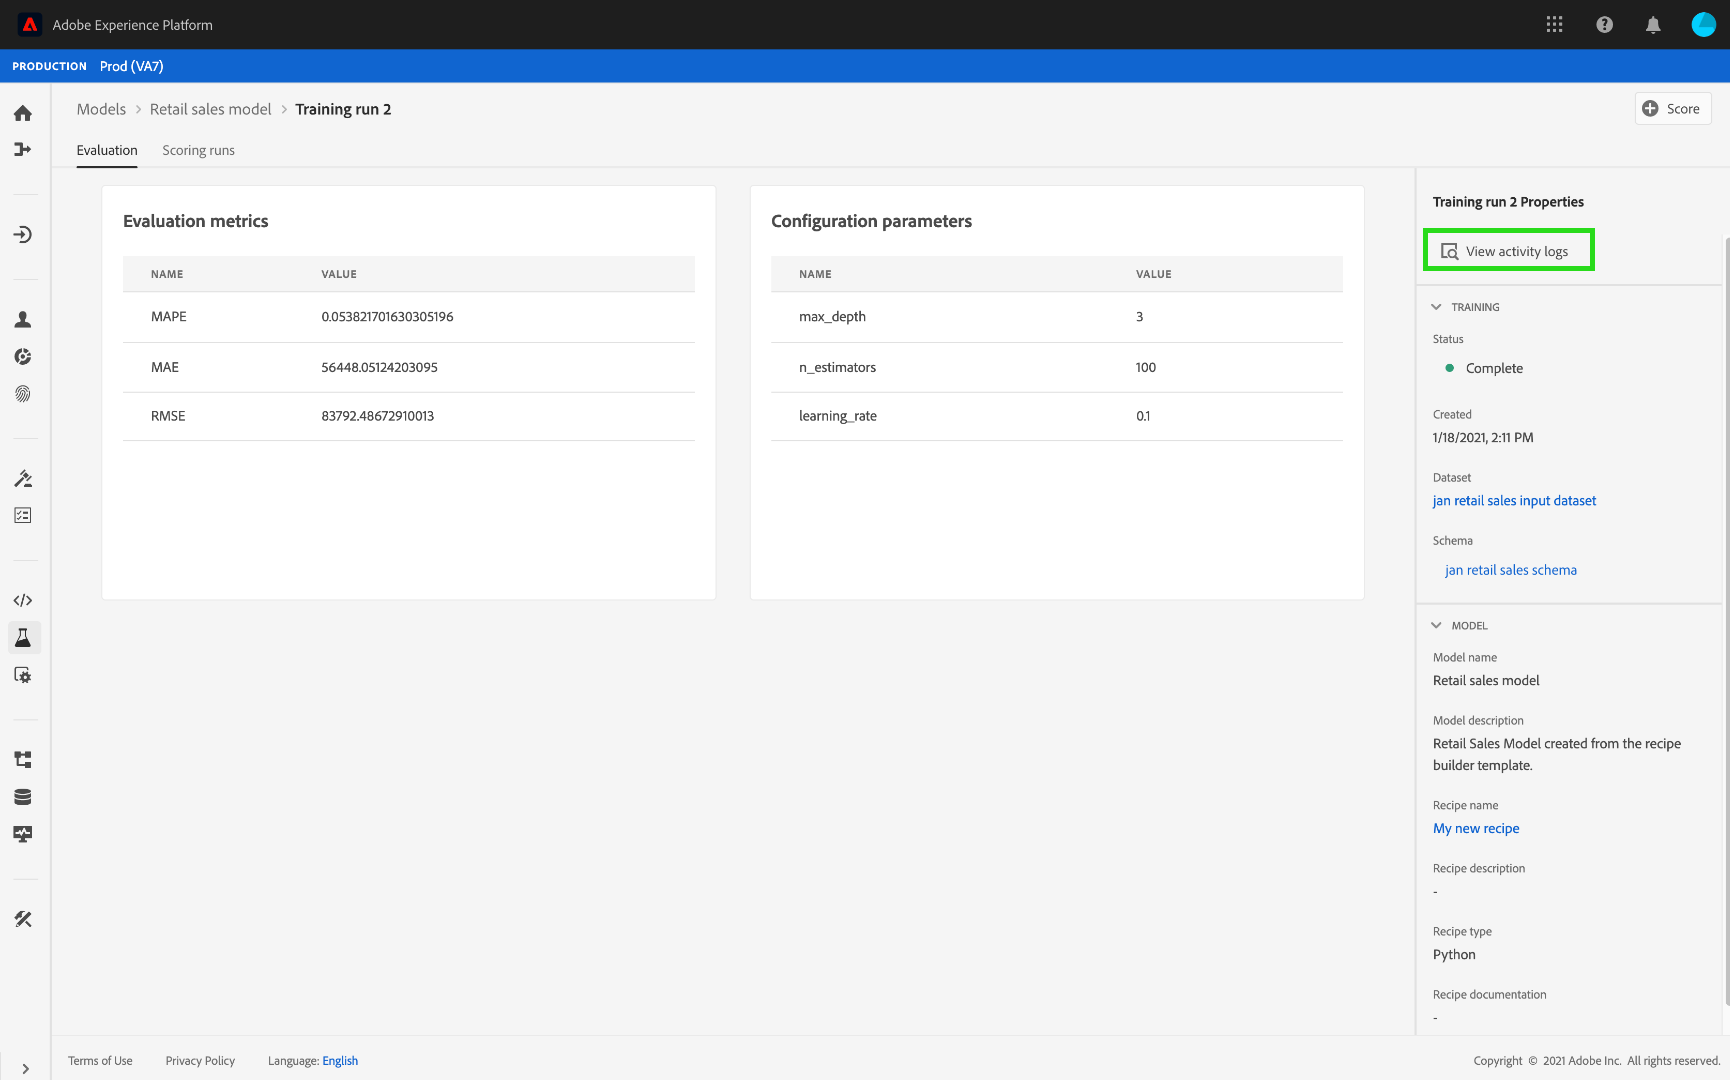 Adobe Experience Platform
PRODUCTION Prod (VA7)
Models > Retail sales model > Training run 2
Score
Evaluation Scoring runs
Evaluation metrics
NAME VALUE
MAPE 0.053821701630305196
MAE 56448.05124203095
RMSE 83792.48672910013
Configuration parameters
NAME VALUE
max_depth 3
n_estimators 100
learning_rate 0.1
Training run 2 Properties
View activity logs
TRAINING
Status
Complete
Created
1/18/2021, 2:11 PM
Dataset
jan retail sales input dataset
Schema
jan retail sales schema
MODEL
Model name
Retail sales model
Model description
Retail Sales Model created from the recipe
builder template.
Recipe name
My new recipe
Recipe description
-
Recipe type
Python
Recipe documentation
-
Terms of Use Privacy Policy Language: English
Copyright © 2021 Adobe Inc. All rights reserved.